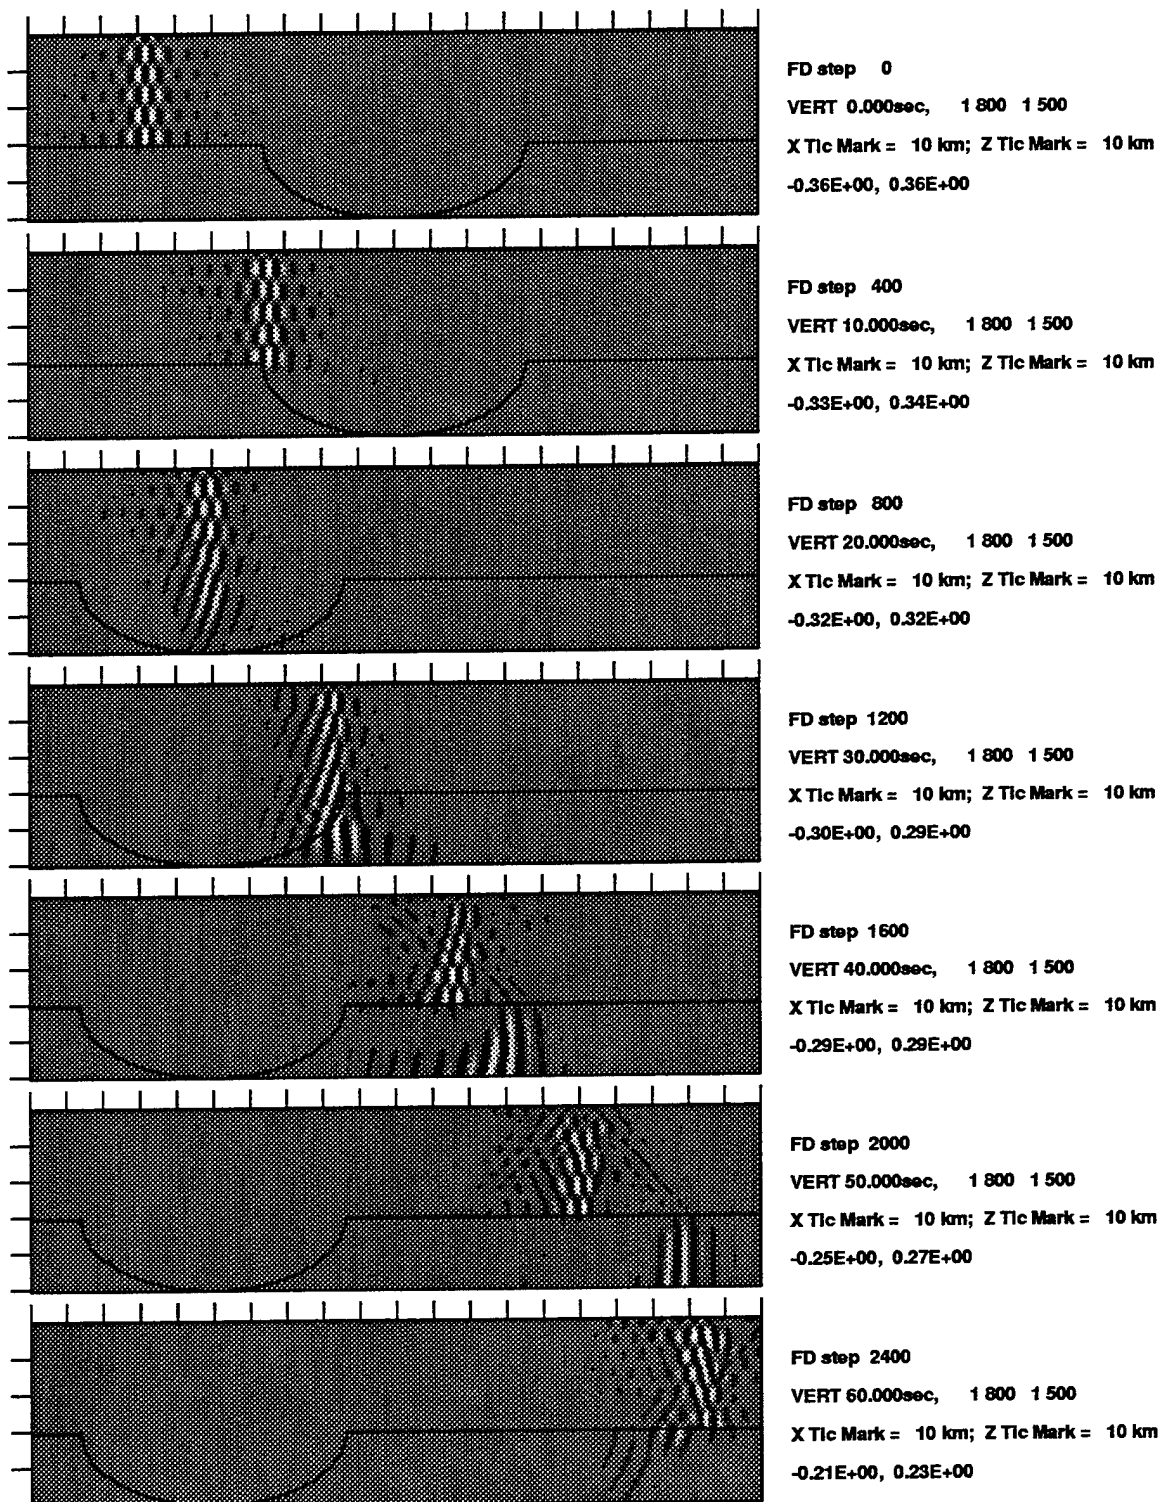 FD step 0
VERT 0.000sec, 1 800 1 500
X Tic Mark = 10 km; Z Tic Mark = 10 km
-0.36E+00, 0.36E+00
FD step 400
VERT 10.000sec, 1 800 1 500
X Tic Mark = 10 km; Z Tic Mark = 10 km
-0.33E+00, 0.34E+00
FD step 800
VERT 20.000sec, 1 800 1 500
X Tic Mark = 10 km; Z Tic Mark = 10 km
-0.32E+00, 0.32E+00
FD step 1200
VERT 30.000sec, 1 800 1 500
X Tic Mark = 10 km; Z Tic Mark = 10 km
-0.30E+00, 0.29E+00
FD step 1600
VERT 40.000sec, 1 800 1 500
X Tic Mark = 10 km; Z Tic Mark = 10 km
-0.29E+00, 0.29E+00
FD step 2000
VERT 50.000sec, 1 800 1 500
X Tic Mark = 10 km; Z Tic Mark = 10 km
-0.25E+00, 0.27E+00
FD step 2400
VERT 60.000sec, 1 800 1 500
X Tic Mark = 10 km; Z Tic Mark = 10 km
-0.21E+00, 0.23E+00